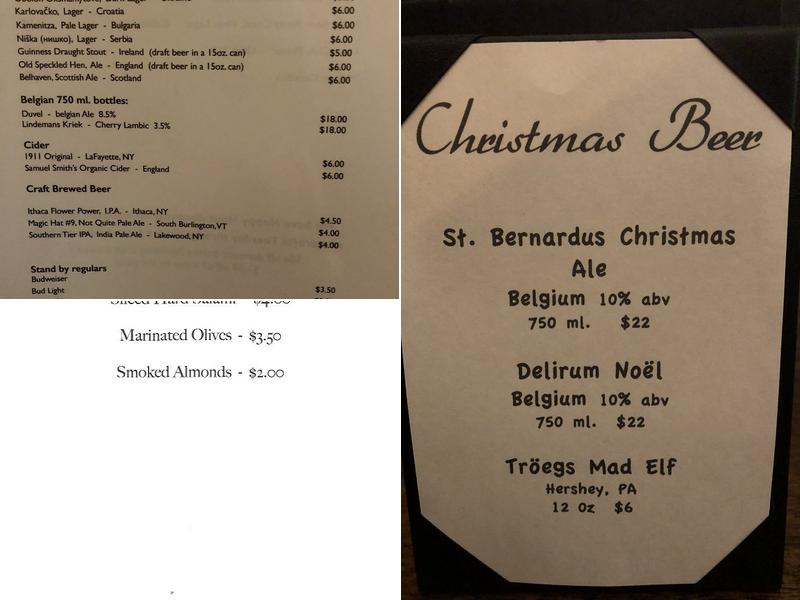 Karlovačko, Lager - Croatia $6.00
Kamenitza, Pale Lager - Bulgaria $6.00
Niška (нишко), Lager - Serbia $6.00
Guinness Draught Stout - Ireland (draft beer in a 15oz. can) $5.00
Old Speckled Hen, Ale - England (draft beer in a 15oz. can) $6.00
Belhaven, Scottish Ale - Scotland $6.00
Belgian 750 ml. bottles:
Duvel - belgian Ale 8.5% $18.00
Lindemans Kriek - Cherry Lambic 3.5% $18.00
Cider
1911 Original - LaFayette, NY $6.00
Samuel Smith's Organic Cider - England $6.00
Craft Brewed Beer
Ithaca Flower Power, I.P.A. - Ithaca, NY $4.50
Magic Hat #9, Not Quite Pale Ale - South Burlington,VT $4.00
Southern Tier IPA, India Pale Ale - Lakewood, NY $4.00
Stand by regulars
Budweiser
Bud Light $3.50
Sliced Hard Salami - $4.00
Marinated Olives - $3.50
Smoked Almonds - $2.00
Christmas Beer
St. Bernardus Christmas
Ale
Belgium 10% abv
750 ml. $22
Delirum Noël
Belgium 10% abv
750 ml. $22
Tröegs Mad Elf
Hershey, PA
12 Oz $6